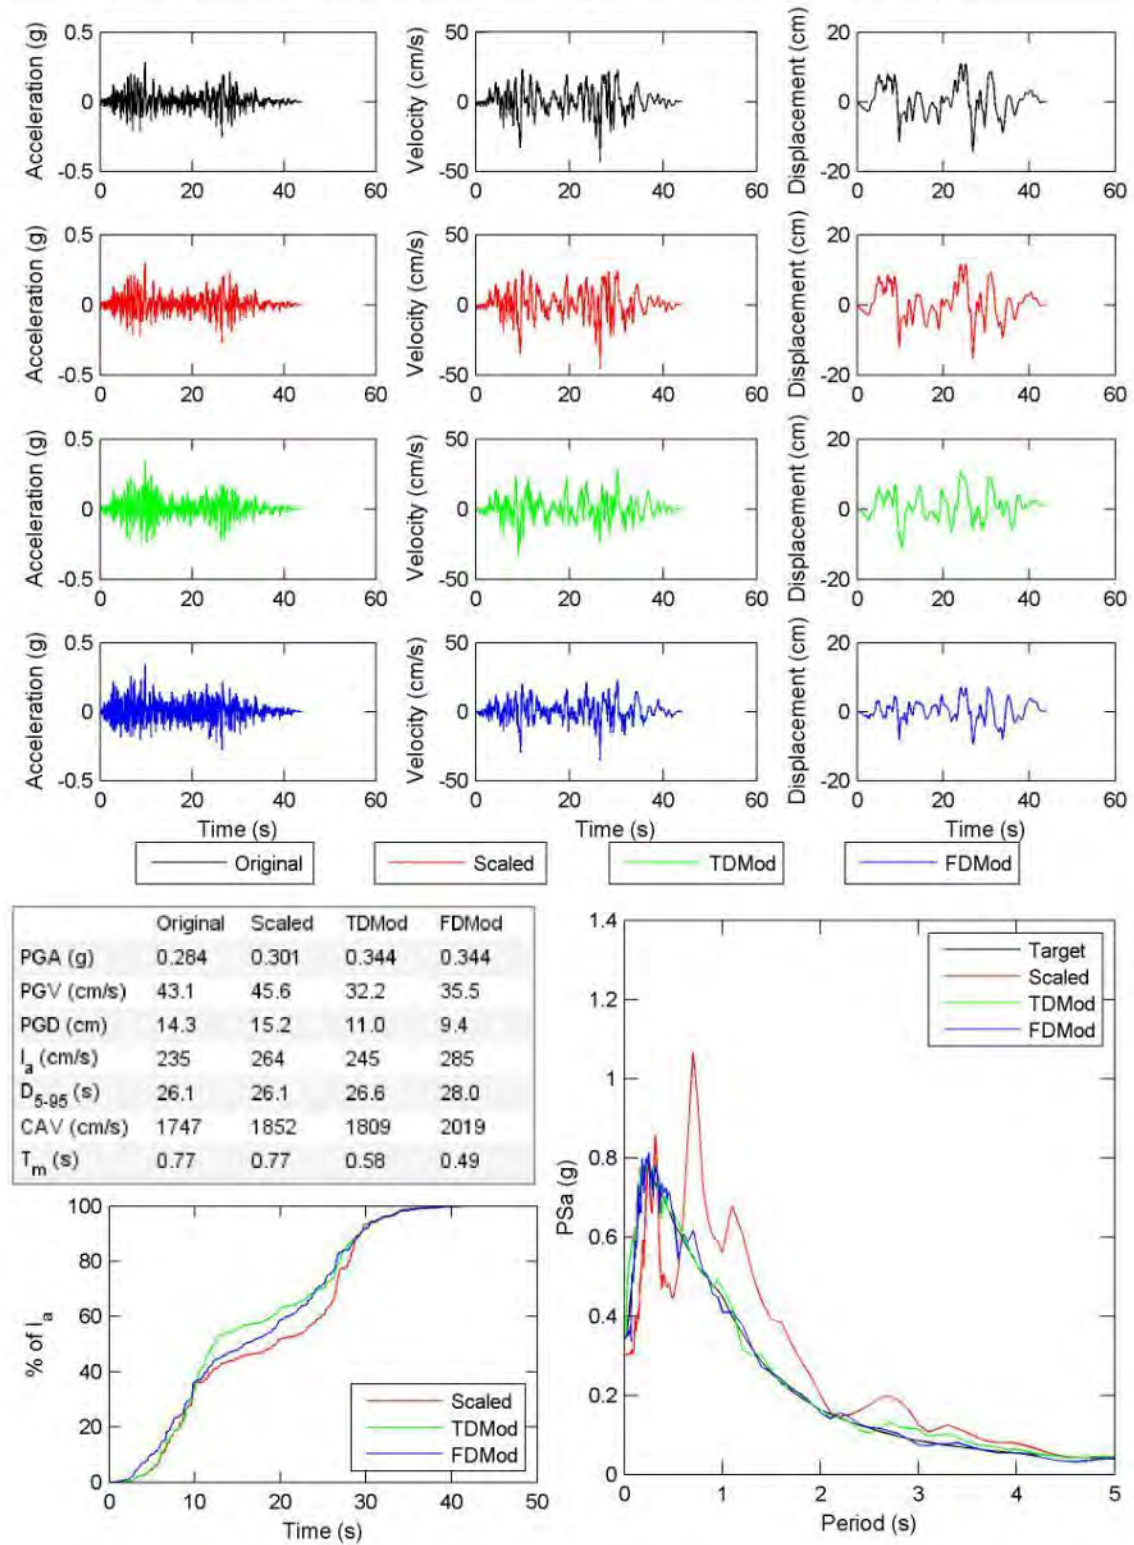 Acceleration (g)
0.5
0
-0.5
0 20 40 60
Velocity (cm/s)
50
0
-50
0 20 40 60
Displacement (cm)
20
0
-20
0 20 40 60
Acceleration (g)
0.5
0
-0.5
0 20 40 60
Velocity (cm/s)
50
0
-50
0 20 40 60
Displacement (cm)
20
0
-20
0 20 40 60
Acceleration (g)
0.5
0
-0.5
0 20 40 60
Velocity (cm/s)
50
0
-50
0 20 40 60
Displacement (cm)
20
0
-20
0 20 40 60
Acceleration (g)
0.5
0
-0.5
0 20 40 60
Time (s)
Velocity (cm/s)
50
0
-50
0 20 40 60
Time (s)
Displacement (cm)
20
0
-20
0 20 40 60
Time (s)
Original Scaled TDMod FDMod
Original Scaled TDMod FDMod
PGA (g) 0.284 0.301 0.344 0.344
PGV (cm/s) 43.1 45.6 32.2 35.5
PGD (cm) 14.3 15.2 11.0 9.4
Ia (cm/s) 235 264 245 285
D5-95 (s) 26.1 26.1 26.6 28.0
CAV (cm/s) 1747 1852 1809 2019
Tm (s) 0.77 0.77 0.58 0.49
% of Ia
100
80
60
40
20
0
0 10 20 30 40 50
Time (s)
Scaled
TDMod
FDMod
PSa (g)
1.4
1.2
1
0.8
0.6
0.4
0.2
0
0 1 2 3 4 5
Period (s)
Target
Scaled
TDMod
FDMod